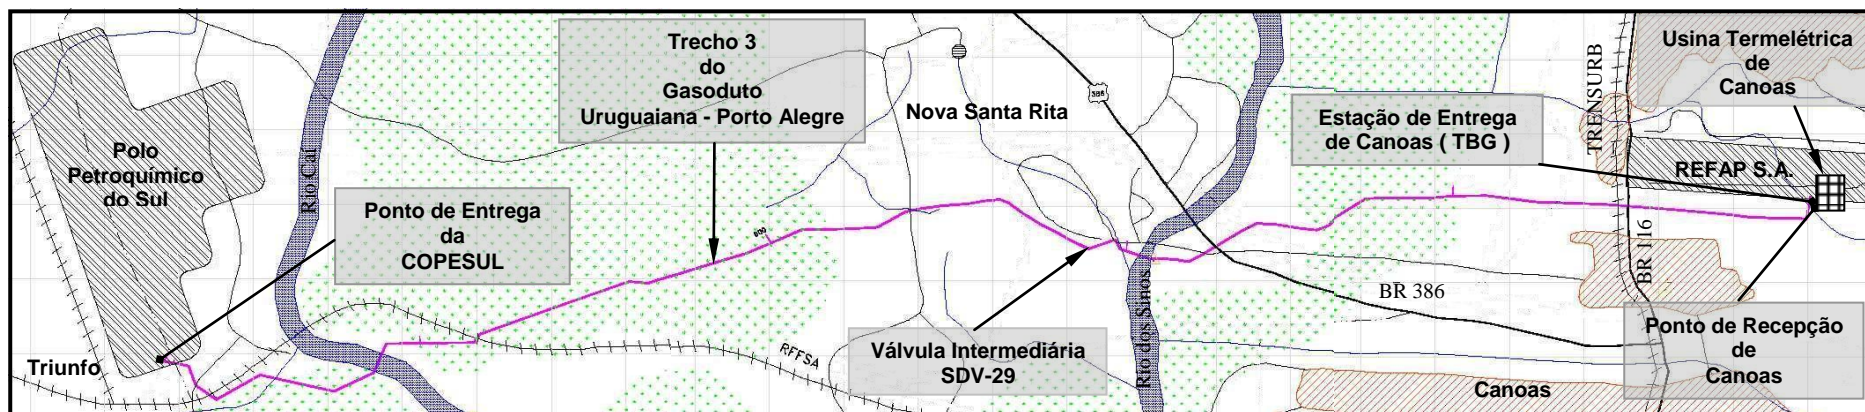 Polo
Petroquímico
do Sul
Triunfo
Rio Caí
Ponto de Entrega
da
COPESUL
Trecho 3
do
Gasoduto
Uruguaiana - Porto Alegre
600
RFFSA
Nova Santa Rita
386
Válvula Intermediária
SDV-29
Rio dos Sinos
Estação de Entrega
de Canoas ( TBG )
BR 386
Canoas
TRENSURB
BR 116
Usina Termelétrica
de
Canoas
REFAP S.A.
Ponto de Recepção
de
Canoas